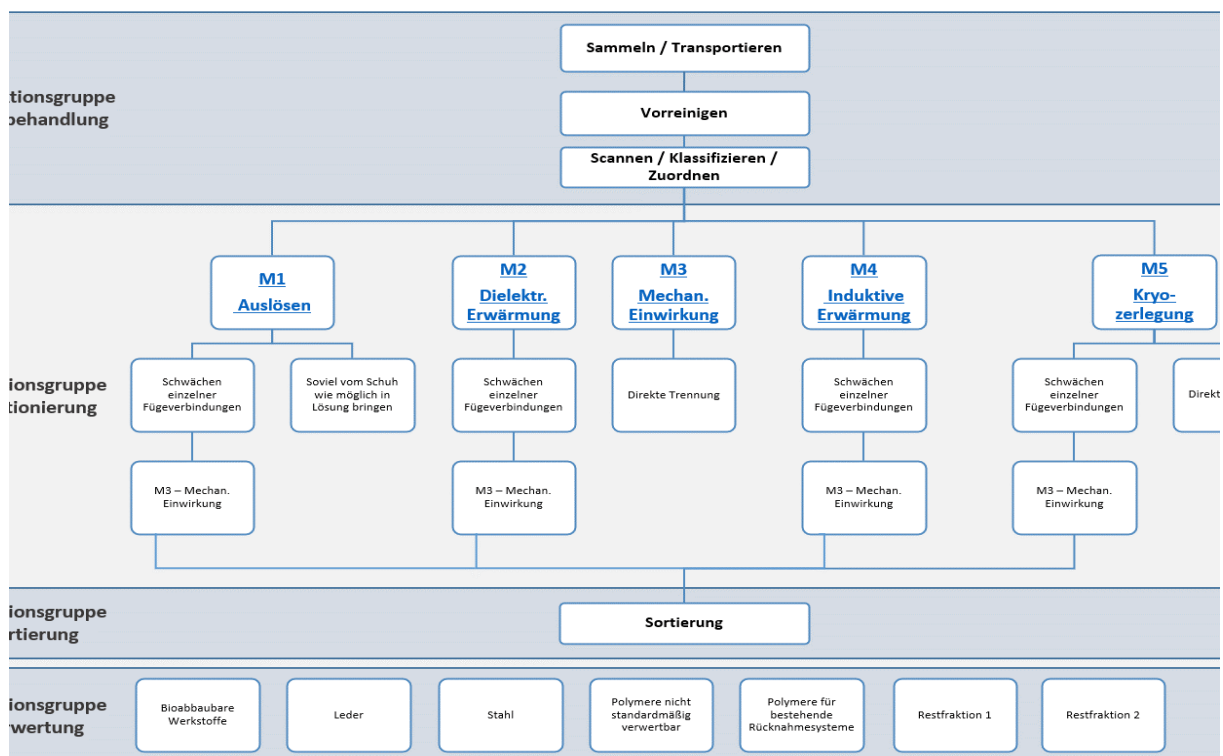 Sammeln / Transportieren
tionsgruppe
behandlung
Vorreinigen
Scannen / Klassifizieren /
Zuordnen
M1
Auslösen
M2
Dielektr.
Erwärmung
M3
Mechan.
Einwirkung
M4
Induktive
Erwärmung
M5
Kryo-
zerlegung
ionsgruppe
tionierung
Schwächen
einzelner
Fügeverbindungen
Soviel vom Schuh
wie möglich in
Lösung bringen
Schwächen
einzelner
Fügeverbindungen
Direkte Trennung
Schwächen
einzelner
Fügeverbindungen
Schwächen
einzelner
Fügeverbindungen
Direkt
M3 – Mechan.
Einwirkung
M3 – Mechan.
Einwirkung
M3 – Mechan.
Einwirkung
M3 – Mechan.
Einwirkung
ionsgruppe
rtierung
Sortierung
ionsgruppe
rwertung
Bioabbaubare
Werkstoffe
Leder
Stahl
Polymere nicht
standardmäßig
verwertbar
Polymere für
bestehende
Rücknahmesysteme
Restfraktion 1
Restfraktion 2